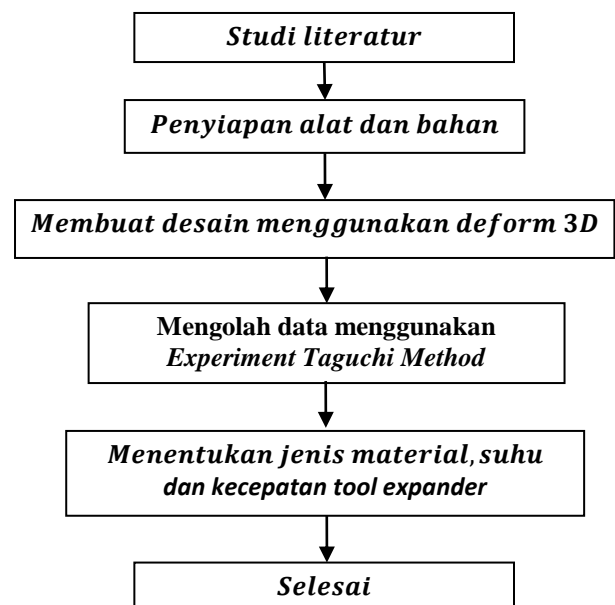 Studi literatur
Penyiapan alat dan bahan
Membuat desain menggunakan deform 3D
Mengolah data menggunakan
Experiment Taguchi Method
Menentukan jenis material, suhu
dan kecepatan tool expander
Selesai